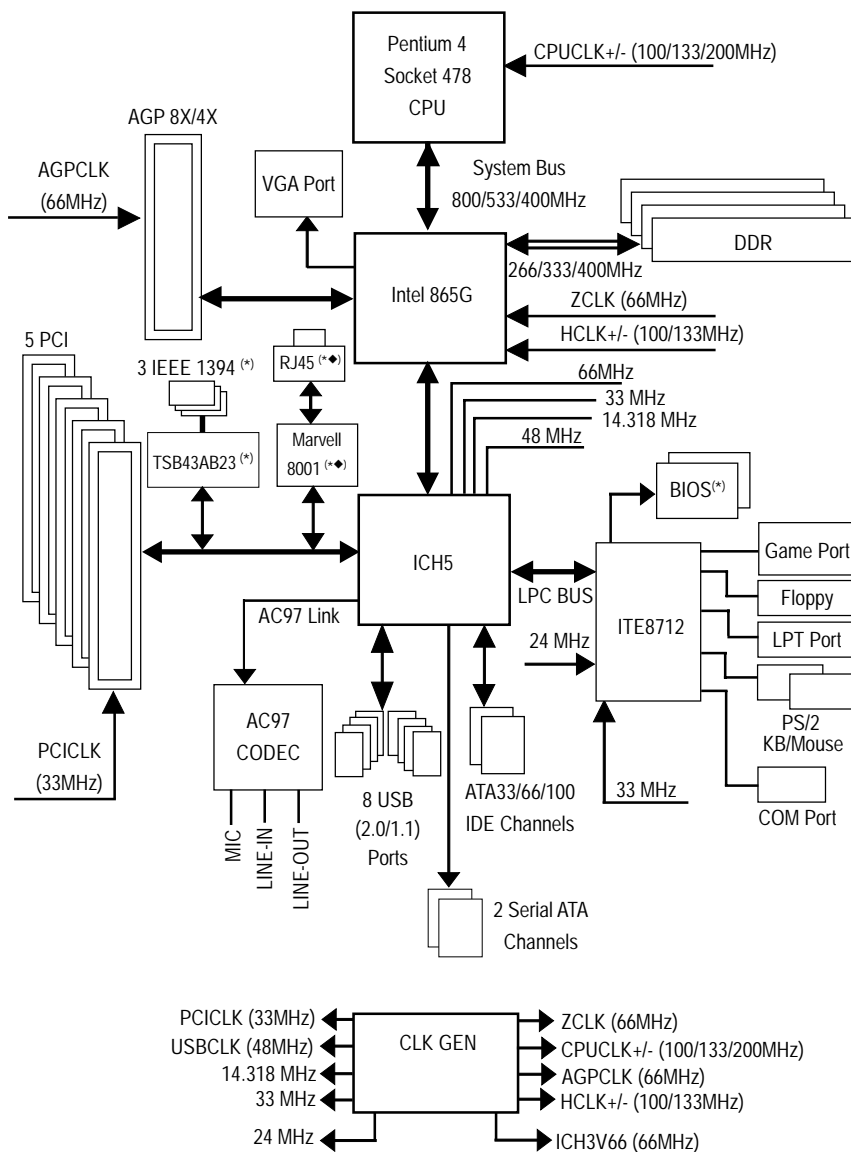 Pentium 4
Socket 478
CPU
CPUCLK+/- (100/133/200MHz)
AGP 8X/4X
AGPCLK
(66MHz)
VGA Port
System Bus
800/533/400MHz
DDR
266/333/400MHz
Intel 865G
ZCLK (66MHz)
HCLK+/- (100/133MHz)
5 PCI
3 IEEE 1394 (*)
RJ45 (*◆)
66MHz
33 MHz
14.318 MHz
48 MHz
TSB43AB23 (*)
Marvell
8001 (*◆)
BIOS(*)
ICH5
LPC BUS
Game Port
Floppy
LPT Port
AC97 Link
24 MHz
ITE8712
PS/2
KB/Mouse
AC97
CODEC
PCICLK
(33MHz)
33 MHz
COM Port
8 USB
(2.0/1.1)
Ports
ATA33/66/100
IDE Channels
MIC
LINE-IN
LINE-OUT
2 Serial ATA
Channels
PCICLK (33MHz)
USBCLK (48MHz)
14.318 MHz
33 MHz
24 MHz
CLK GEN
ZCLK (66MHz)
CPUCLK+/- (100/133/200MHz)
AGPCLK (66MHz)
HCLK+/- (100/133MHz)
ICH3V66 (66MHz)